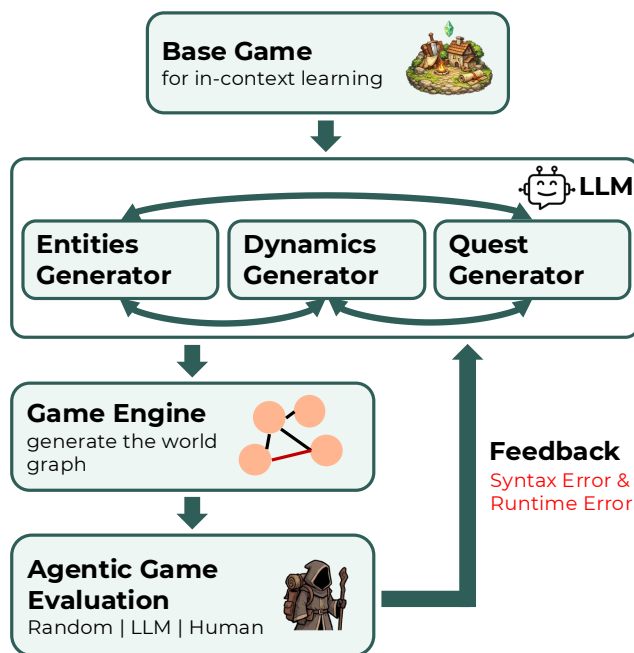 Base Game
for in-context learning
LLM
Entities
Generator
Dynamics
Generator
Quest
Generator
Game Engine
generate the world
graph
Feedback
Syntax Error &
Runtime Error
Agentic Game
Evaluation
Random | LLM | Human